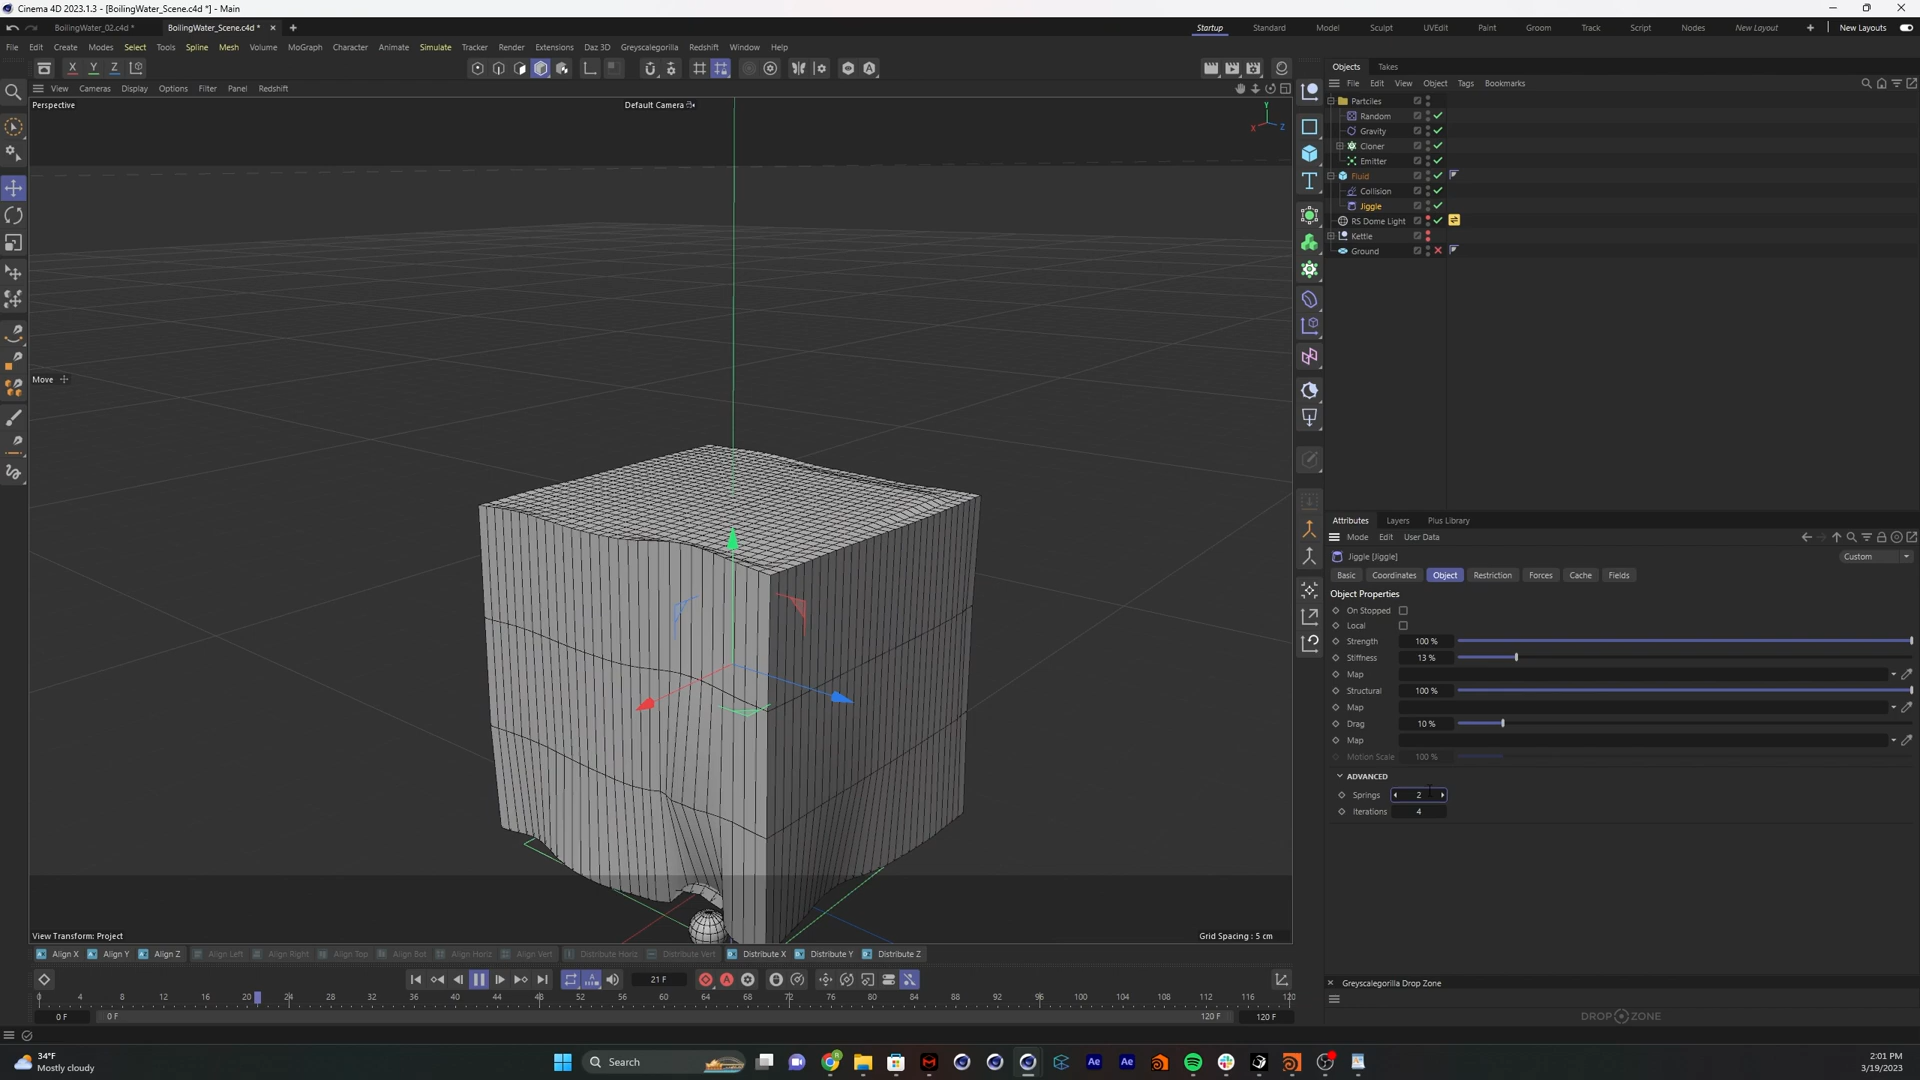 Cinema 4D 2023.1.3 - [BoilingWater_Scene.c4d *] - Main
BoilingWater_02.c4d *
BoilingWater_Scene.c4d *
Startup Standard Model Sculpt UVEdit Paint Groom Track Script Nodes New Layout New Layouts
File Edit Create Modes Select Tools Spline Mesh Volume MoGraph Character Animate Simulate Tracker Render Extensions Daz 3D Greyscalegorilla Redshift Window Help
X Y Z
Objects Takes
File Edit View Object Tags Bookmarks
View Cameras Display Options Filter Panel Redshift
Perspective
Default Camera
Y
X Z
Partciles
Random
Gravity
Cloner
Emitter
Fluid
Collision
Jiggle
RS Dome Light
Kettle
Ground
Move
Attributes Layers Plus Library
Mode Edit User Data
Jiggle [Jiggle]
Custom
Basic Coordinates Object Restriction Forces Cache Fields
Object Properties
On Stopped
Local
Strength 100 %
Stiffness 13 %
Map
Structural 100 %
Map
Drag 10 %
Map
Motion Scale 100 %
ADVANCED
Springs 2
Iterations 4
View Transform: Project
Grid Spacing : 5 cm
Align X Align Y Align Z Align Left Align Right Align Top Align Bot Align Horiz Align Vert Distribute Horiz Distribute Vert Distribute X Distribute Y Distribute Z
21 F
0 4 8 12 16 20 24 28 32 36 40 44 48 52 56 60 64 68 72 76 80 84 88 92 96 100 104 108 112 116 120
0 F 0 F 120 F 120 F
Greyscalegorilla Drop Zone
DROP ZONE
34°F
Mostly cloudy
Search
Ae Ae
2:01 PM
3/19/2023